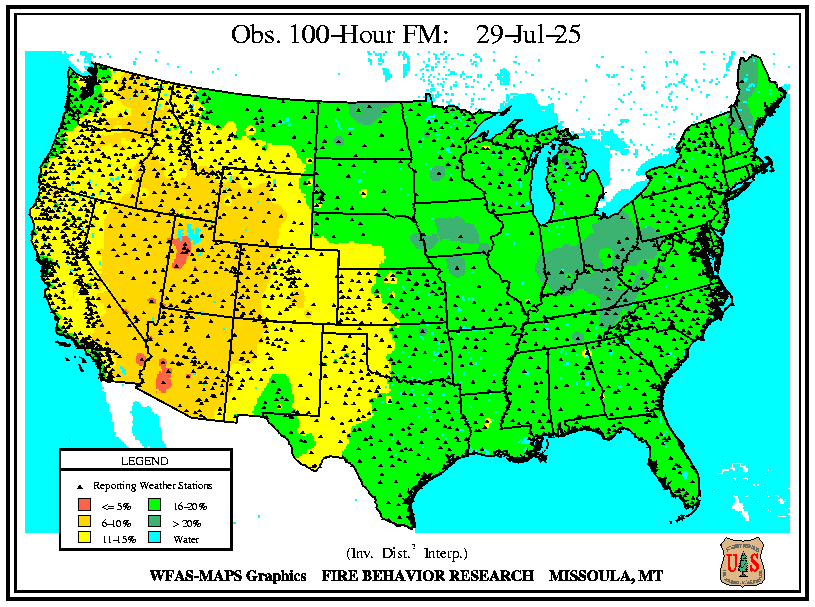 Obs. 100-Hour FM: 29-Jul-25
LEGEND
Reporting Weather Stations
<= 5%
16-20%
6-10%
> 20%
11-15%
Water
(Inv. Dist.² Interp.)
WFAS-MAPS Graphics FIRE BEHAVIOR RESEARCH MISSOULA, MT
U S